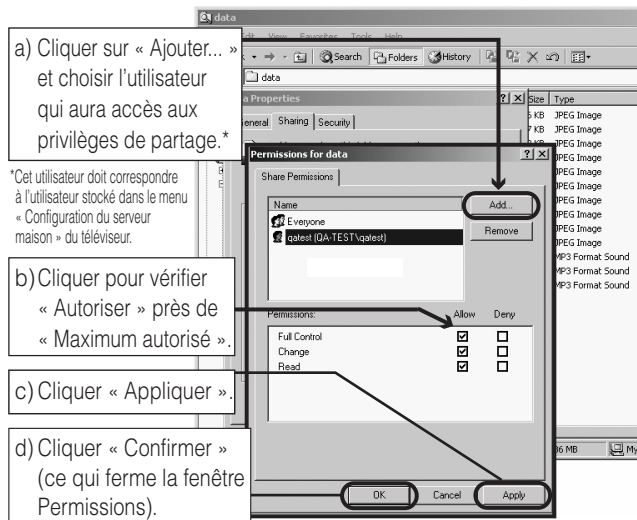 data
Edit View Favorites Tools Help
Search Folders History
data
a) Cliquer sur « Ajouter... »
et choisir l'utilisateur
qui aura accès aux
privilèges de partage.*
*Cet utilisateur doit correspondre
à l'utilisateur stocké dans le menu
« Configuration du serveur
maison » du téléviseur.
b) Cliquer pour vérifier
« Autoriser » près de
« Maximum autorisé ».
c) Cliquer « Appliquer ».
d) Cliquer « Confirmer »
(ce qui ferme la fenêtre
Permissions).
a Properties
General Sharing Security
Permissions for data
Share Permissions
Name
Everyone
qatest (QA-TEST\qatest)
Add...
Remove
Permissions: Allow Deny
Full Control
Change
Read
OK Cancel Apply
Size Type
6 KB JPEG Image
7 KB JPEG Image
KB JPEG Image
JPEG Image
JPEG Image
JPEG Image
JPEG Image
JPEG Image
JPEG Image
JPEG Image
MP3 Format Sound
MP3 Format Sound
MP3 Format Sound
36 MB My